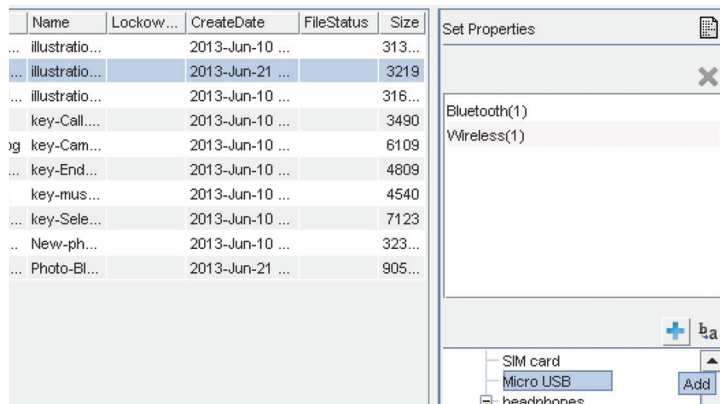 Name Lockow... CreateDate FileStatus Size
... illustratio... 2013-Jun-10 ... 313...
... illustratio... 2013-Jun-21 ... 3219
... illustratio... 2013-Jun-10 ... 316...
key-Call.... 2013-Jun-10 ... 3490
og key-Cam... 2013-Jun-10 ... 6109
... key-End... 2013-Jun-10 ... 4809
key-mus... 2013-Jun-10 ... 4540
... key-Sele... 2013-Jun-10 ... 7123
... New-ph... 2013-Jun-10 ... 323...
... Photo-Bl... 2013-Jun-21 ... 905...
Set Properties
Bluetooth(1)
Wireless(1)
b,a
SIM card
Micro USB
Add
headphones